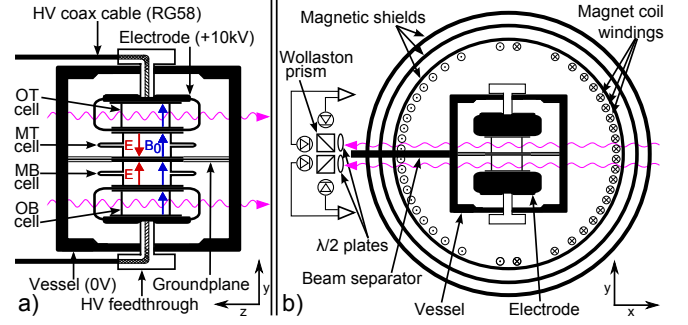 HV coax cable (RG58)
Electrode (+10kV)
OT
cell
MT
cell
MB
cell
OB
cell
E
B0
E
Vessel (0V)
Groundplane
HV feedthrough
a)
y
z
Magnetic shields
Magnet coil
windings
Wollaston
prism
λ/2 plates
Beam separator
Vessel
Electrode
b)
y
x